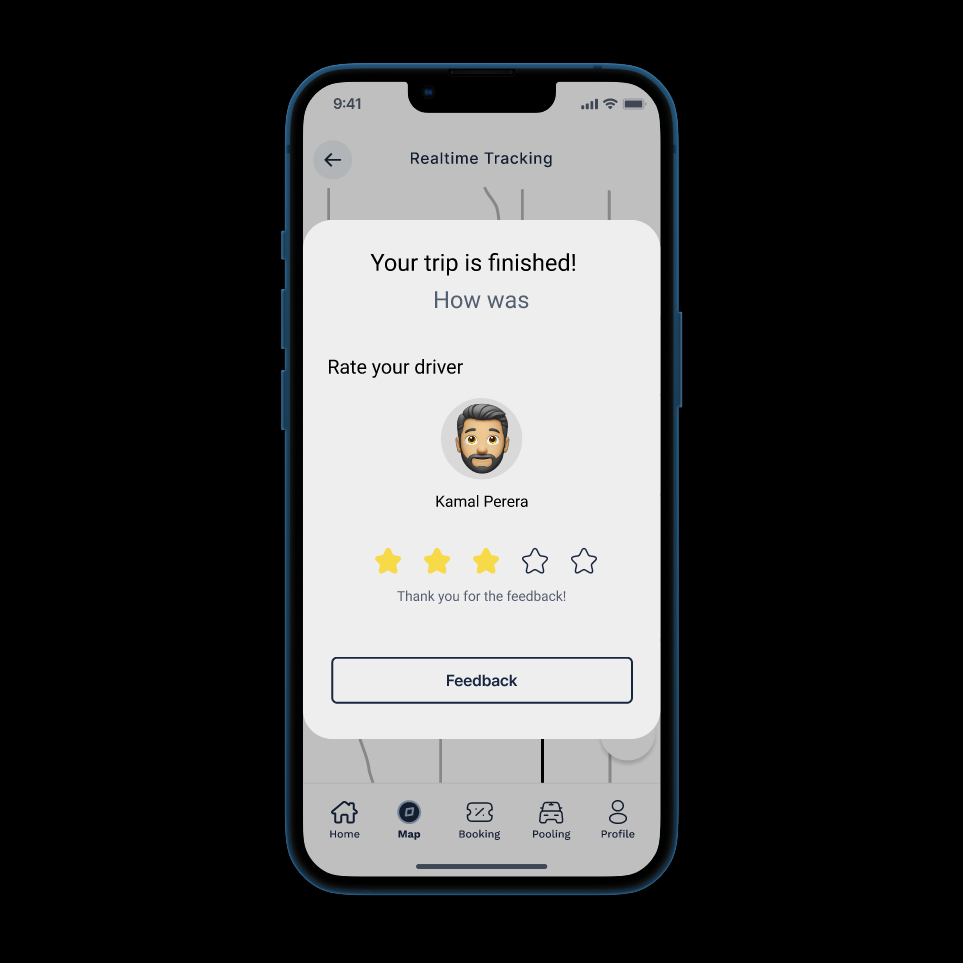 9:41
Realtime Tracking
Your trip is finished!
How was
Rate your driver
Kamal Perera
Thank you for the feedback!
Feedback
Home Map Booking Pooling Profile